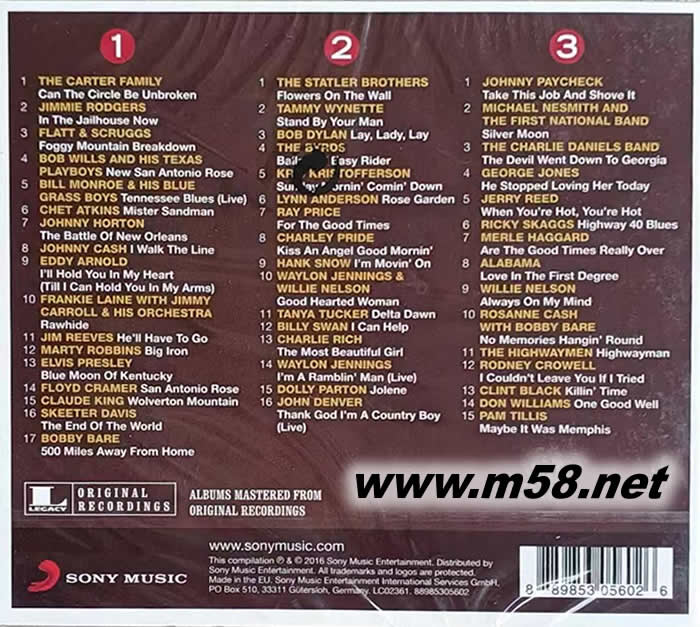 1
1 THE CARTER FAMILY
Can The Circle Be Unbroken
2 JIMMIE RODGERS
In The Jailhouse Now
3 FLATT & SCRUGGS
Foggy Mountain Breakdown
4 BOB WILLS AND HIS TEXAS
PLAYBOYS New San Antonio Rose
5 BILL MONROE & HIS BLUE
GRASS BOYS Tennessee Blues (Live)
6 CHET ATKINS Mister Sandman
7 JOHNNY HORTON
The Battle Of New Orleans
8 JOHNNY CASH I Walk The Line
9 EDDY ARNOLD
I'll Hold You In My Heart
(Till I Can Hold You In My Arms)
10 FRANKIE LAINE WITH JIMMY
CARROLL & HIS ORCHESTRA
Rawhide
11 JIM REEVES He'll Have To Go
12 MARTY ROBBINS Big Iron
13 ELVIS PRESLEY
Blue Moon Of Kentucky
14 FLOYD CRAMER San Antonio Rose
15 CLAUDE KING Wolverton Mountain
16 SKEETER DAVIS
The End Of The World
17 BOBBY BARE
500 Miles Away From Home
2
1 THE STATLER BROTHERS
Flowers On The Wall
2 TAMMY WYNETTE
Stand By Your Man
3 BOB DYLAN Lay, Lady, Lay
4 THE BYRDS
Easy Rider
5 KRISTOFFERSON
Mornin' Comin' Down
6 LYNN ANDERSON Rose Garden
7 RAY PRICE
For The Good Times
8 CHARLEY PRIDE
Kiss An Angel Good Mornin'
9 HANK SNOW I'm Movin' On
10 WAYLON JENNINGS &
WILLIE NELSON
Good Hearted Woman
11 TANYA TUCKER Delta Dawn
12 BILLY SWAN I Can Help
13 CHARLIE RICH
The Most Beautiful Girl
14 WAYLON JENNINGS
I'm A Ramblin' Man (Live)
15 DOLLY PARTON Jolene
16 JOHN DENVER
Thank God I'm A Country Boy
(Live)
3
1 JOHNNY PAYCHECK
Take This Job And Shove It
2 MICHAEL NESMITH AND
THE FIRST NATIONAL BAND
Silver Moon
3 THE CHARLIE DANIELS BAND
The Devil Went Down To Georgia
4 GEORGE JONES
He Stopped Loving Her Today
5 JERRY REED
When You're Hot, You're Hot
6 RICKY SKAGGS Highway 40 Blues
7 MERLE HAGGARD
Are The Good Times Really Over
8 ALABAMA
Love In The First Degree
9 WILLIE NELSON
Always On My Mind
10 ROSANNE CASH
WITH BOBBY BARE
No Memories Hangin' Round
11 THE HIGHWAYMEN Highwayman
12 RODNEY CROWELL
I Couldn't Leave You If I Tried
13 CLINT BLACK Killin' Time
14 DON WILLIAMS One Good Well
15 PAM TILLIS
Maybe It Was Memphis
www.m58.net
L LEGACY
ORIGINAL
RECORDINGS
ALBUMS MASTERED FROM
ORIGINAL RECORDINGS
SONY MUSIC
www.sonymusic.com
This compilation ℗ & © 2016 Sony Music Entertainment. Distributed by
Sony Music Entertainment. All trademarks and logos are protected.
Made in the EU. Sony Music Entertainment International Services GmbH,
PO Box 510, 33311 Gütersloh, Germany. LC02361. 88985305602
8 89853 05602 6